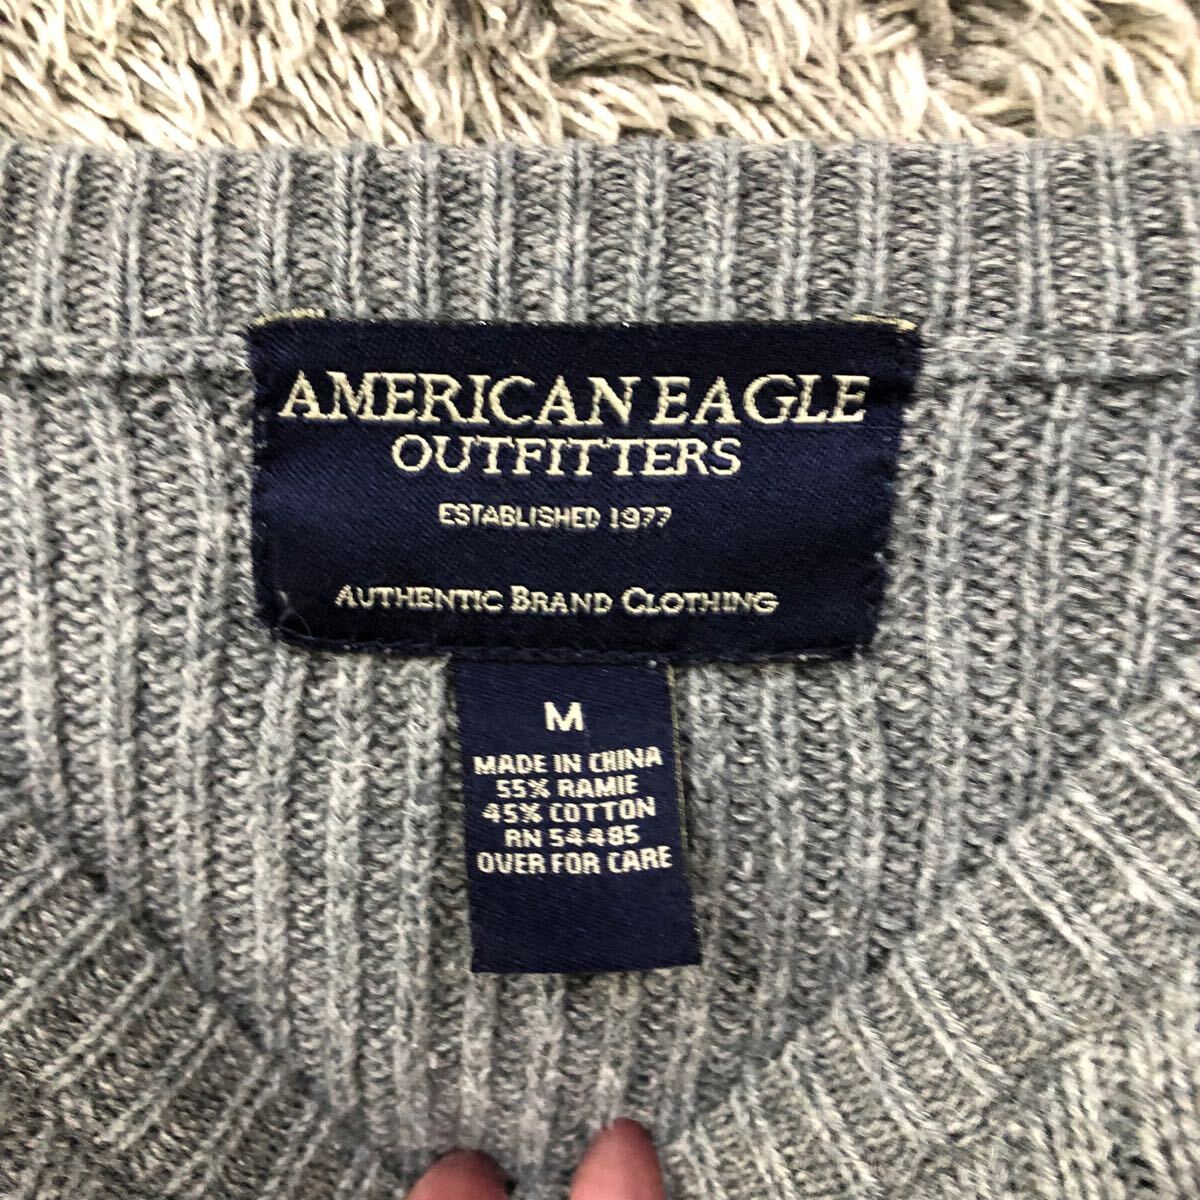 AMERICAN EAGLE
OUTFITTERS
ESTABLISHED 1977
AUTHENTIC BRAND CLOTHING
M
MADE IN CHINA
55% RAMIE
45% COTTON
RN 54485
OVER FOR CARE